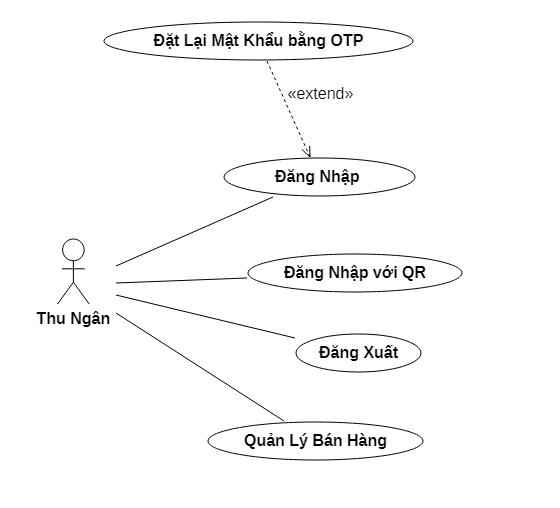 Đặt Lại Mật Khẩu bằng OTP
«extend»
Đăng Nhập
Đăng Nhập với QR
Thu Ngân
Đăng Xuất
Quản Lý Bán Hàng